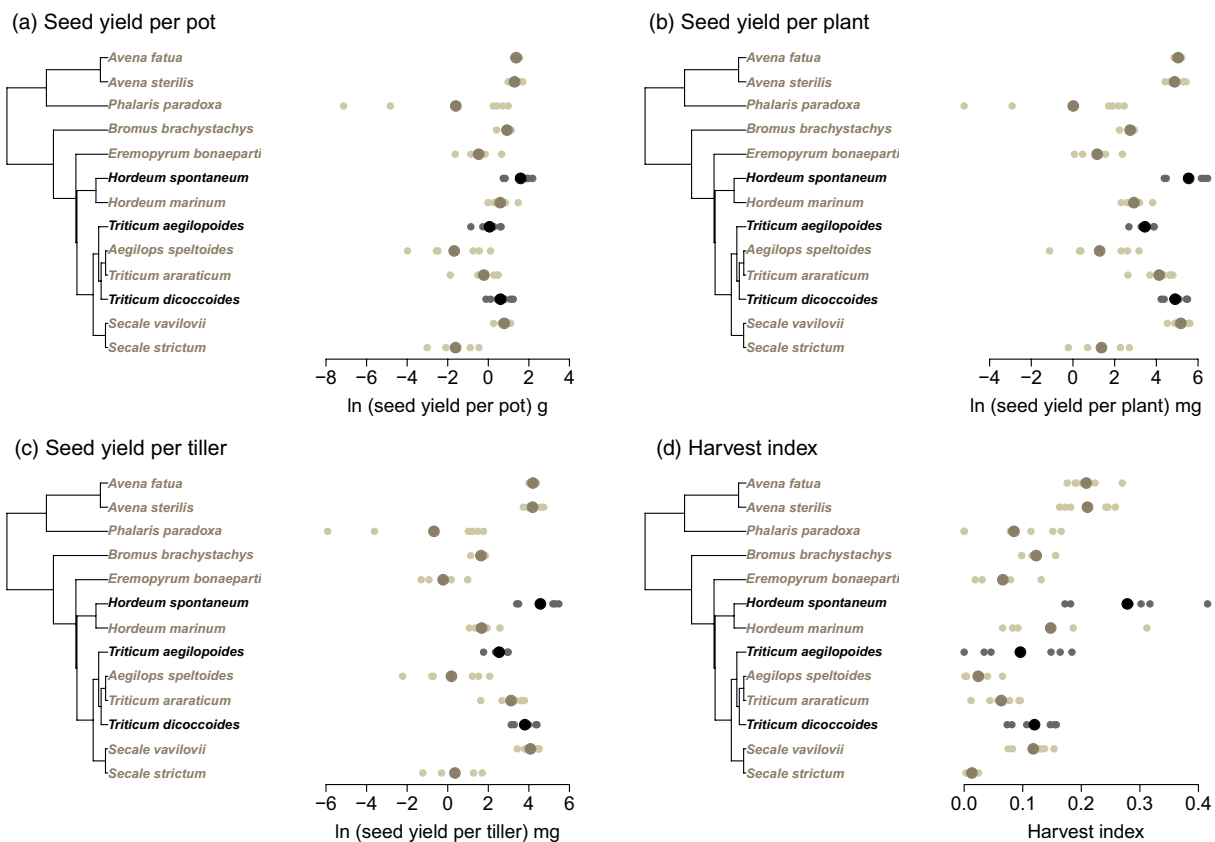 (a) Seed yield per pot
Avena fatua
Avena sterilis
Phalaris paradoxa
Bromus brachystachys
Eremopyrum bonaeparti
Hordeum spontaneum
Hordeum marinum
Triticum aegilopoides
Aegilops speltoides
Triticum araraticum
Triticum dicoccoides
Secale vavilovii
Secale strictum
−8 −6 −4 −2 0 2 4
ln (seed yield per pot) g
(b) Seed yield per plant
Avena fatua
Avena sterilis
Phalaris paradoxa
Bromus brachystachys
Eremopyrum bonaeparti
Hordeum spontaneum
Hordeum marinum
Triticum aegilopoides
Aegilops speltoides
Triticum araraticum
Triticum dicoccoides
Secale vavilovii
Secale strictum
−4 −2 0 2 4 6
ln (seed yield per plant) mg
(c) Seed yield per tiller
Avena fatua
Avena sterilis
Phalaris paradoxa
Bromus brachystachys
Eremopyrum bonaeparti
Hordeum spontaneum
Hordeum marinum
Triticum aegilopoides
Aegilops speltoides
Triticum araraticum
Triticum dicoccoides
Secale vavilovii
Secale strictum
−6 −4 −2 0 2 4 6
ln (seed yield per tiller) mg
(d) Harvest index
Avena fatua
Avena sterilis
Phalaris paradoxa
Bromus brachystachys
Eremopyrum bonaeparti
Hordeum spontaneum
Hordeum marinum
Triticum aegilopoides
Aegilops speltoides
Triticum araraticum
Triticum dicoccoides
Secale vavilovii
Secale strictum
0.0 0.1 0.2 0.3 0.4
Harvest index